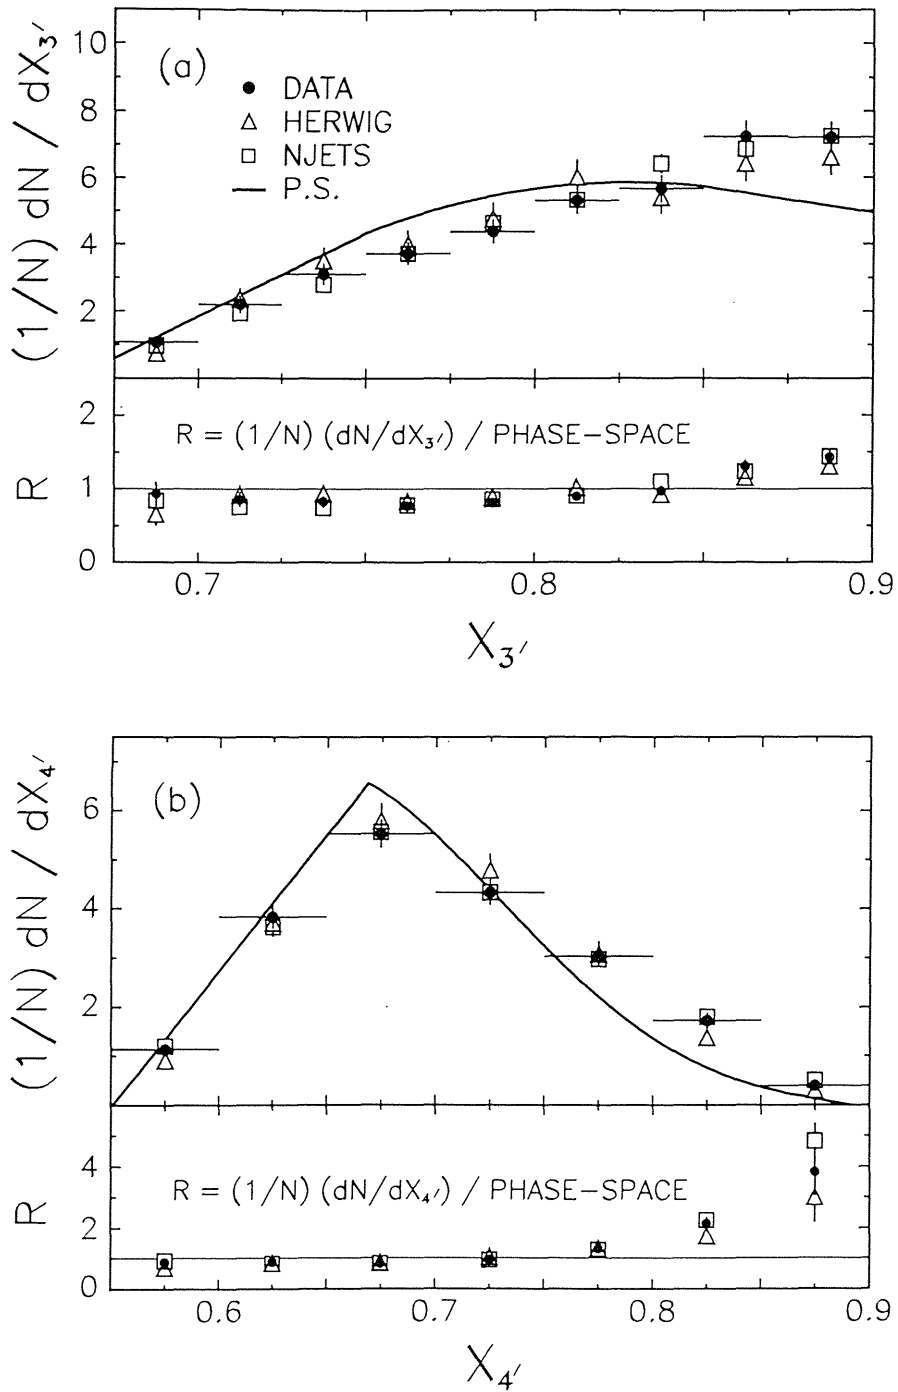 (1/N) dN / dX3′
10
8
6
4
2
(a)
DATA
HERWIG
NJETS
P.S.
R
2
1
0
R = (1/N) (dN/dX3′) / PHASE−SPACE
0.7
0.8
0.9
X3′
(1/N) dN / dX4′
6
4
2
(b)
R
4
2
0
R = (1/N) (dN/dX4′) / PHASE−SPACE
0.6
0.7
0.8
0.9
X4′